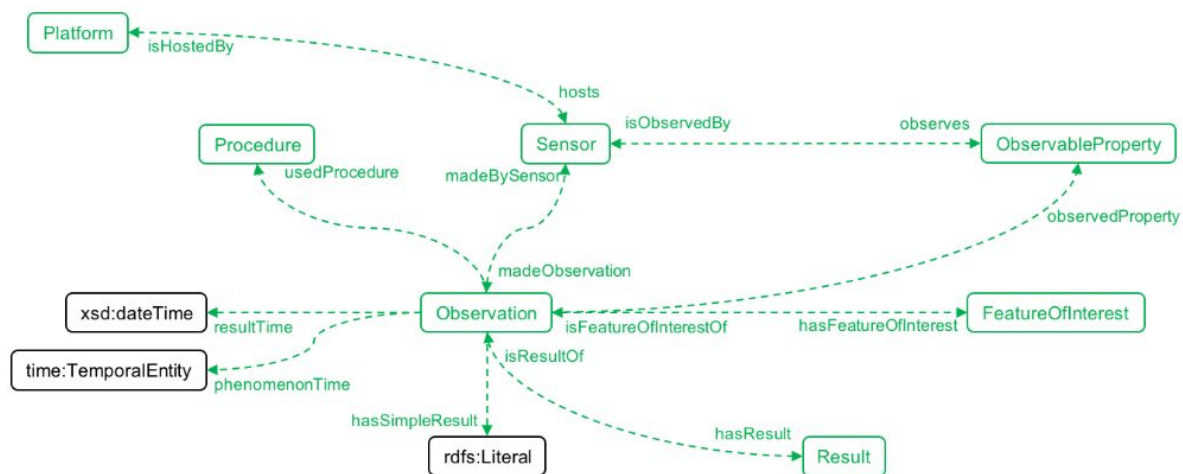 Platform
isHostedBy
hosts
Procedure
usedProcedure
Sensor
madeBySensor
isObservedBy
observes
ObservableProperty
observedProperty
madeObservation
xsd:dateTime
resultTime
Observation
isFeatureOfInterestOf
hasFeatureOfInterest
FeatureOfInterest
time:TemporalEntity
phenomenonTime
isResultOf
hasSimpleResult
rdfs:Literal
hasResult
Result